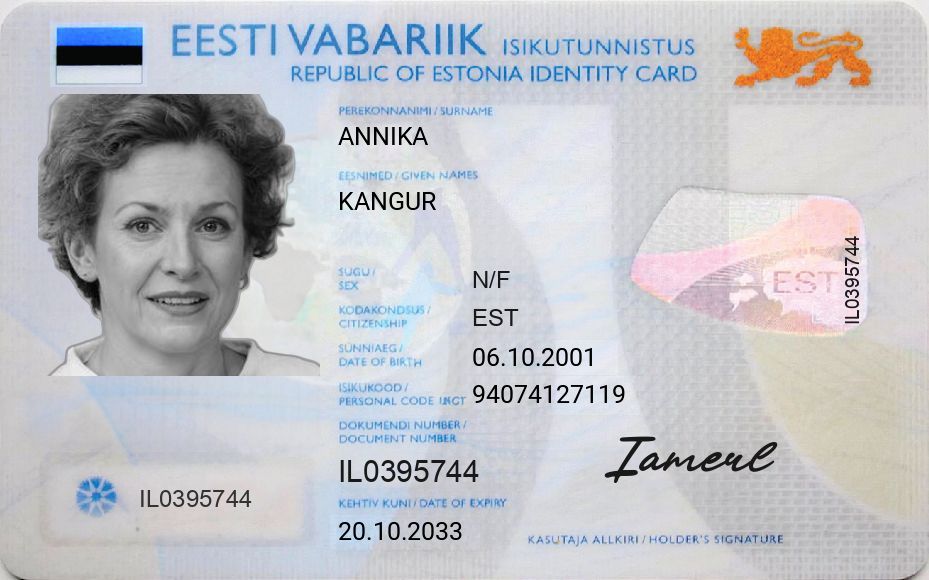 EESTI VABARIIK ISIKUTUNNISTUS
REPUBLIC OF ESTONIA IDENTITY CARD
PEREKONNANIMI / SURNAME
ANNIKA
EESNIMED / GIVEN NAMES
KANGUR
SUGU /
SEX
N/F
KODAKONDSUS /
CITIZENSHIP
EST
SÜNNIAEG /
DATE OF BIRTH
06.10.2001
ISIKUKOOD /
PERSONAL CODE
94074127119
DOKUMENDI NUMBER /
DOCUMENT NUMBER
IL0395744
KEHTIV KUNI / DATE OF EXPIRY
20.10.2033
IL0395744
EST
IL0395744
KASUTAJA ALLKIRI / HOLDER'S SIGNATURE